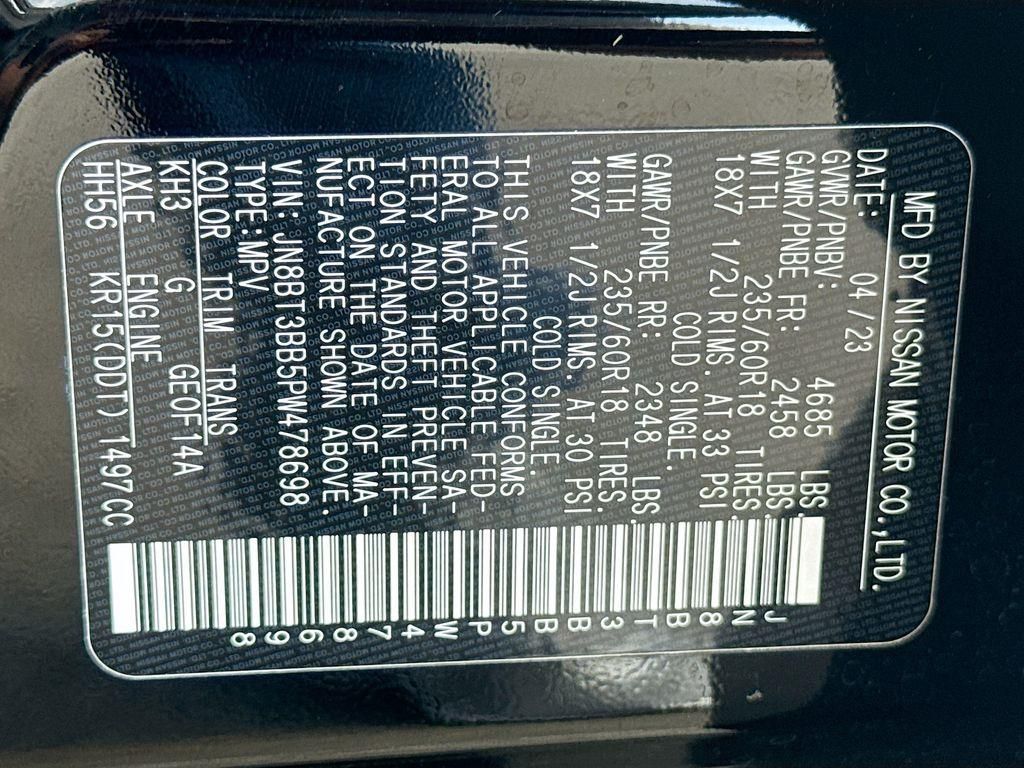 MFD BY NISSAN MOTOR CO.,LTD.
DATE: 04/23
GVWR/PNBV: 4685 LBS.
GAWR/PNBE FR: 2458 LBS.
WITH 235/60R18 TIRES.
18X7 1/2J RIMS. AT 33 PSI
COLD SINGLE.
GAWR/PNBE RR: 2348 LBS.
WITH 235/60R18 TIRES.
18X7 1/2J RIMS. AT 30 PSI
COLD SINGLE.
THIS VEHICLE CONFORMS
TO ALL APPLICABLE FED-
ERAL MOTOR VEHICLE SA-
FETY AND THEFT PREVEN-
TION STANDARDS IN EFF-
ECT ON THE DATE OF MA-
NUFACTURE SHOWN ABOVE.
VIN: JN8BT3BB5PW478698
TYPE:MPV
COLOR TRIM TRANS
KH3 G GE0F14A
AXLE ENGINE
HH56 KR15(DDT) 1497CC
JN8BT3BB5PW478698